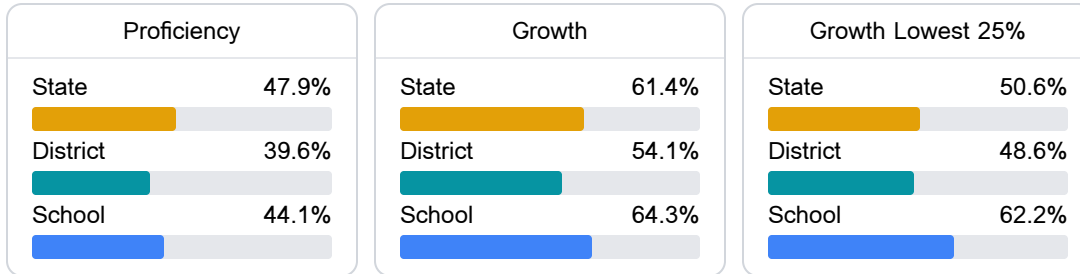 Proficiency
State 47.9%
District 39.6%
School 44.1%
Growth
State 61.4%
District 54.1%
School 64.3%
Growth Lowest 25%
State 50.6%
District 48.6%
School 62.2%